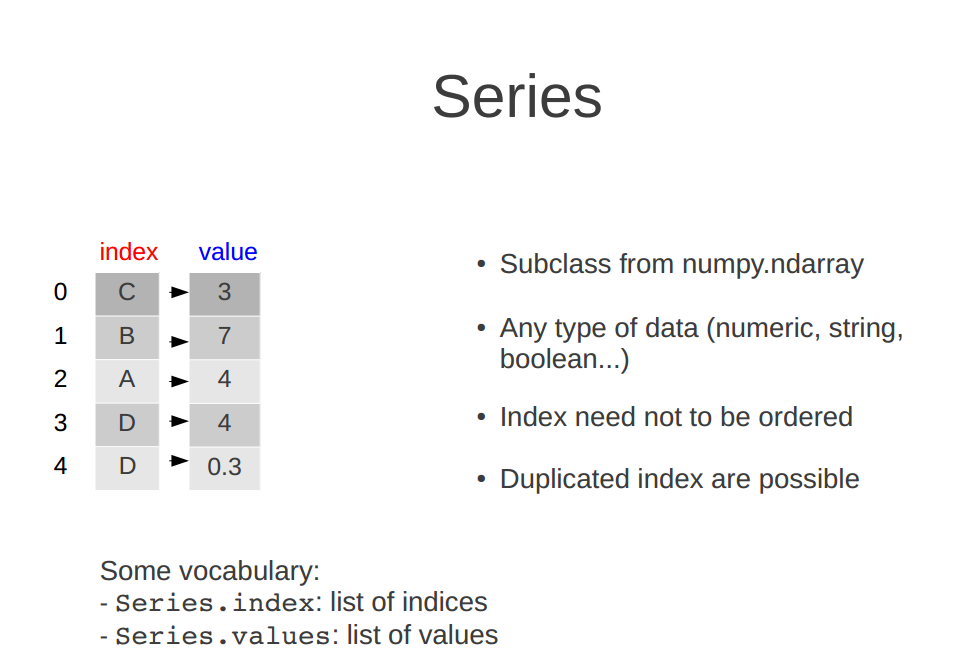 Series
index value
0 C 3
1 B 7
2 A 4
3 D 4
4 D 0.3
• Subclass from numpy.ndarray
• Any type of data (numeric, string,
boolean...)
• Index need not to be ordered
• Duplicated index are possible
Some vocabulary:
- Series.index: list of indices
- Series.values: list of values